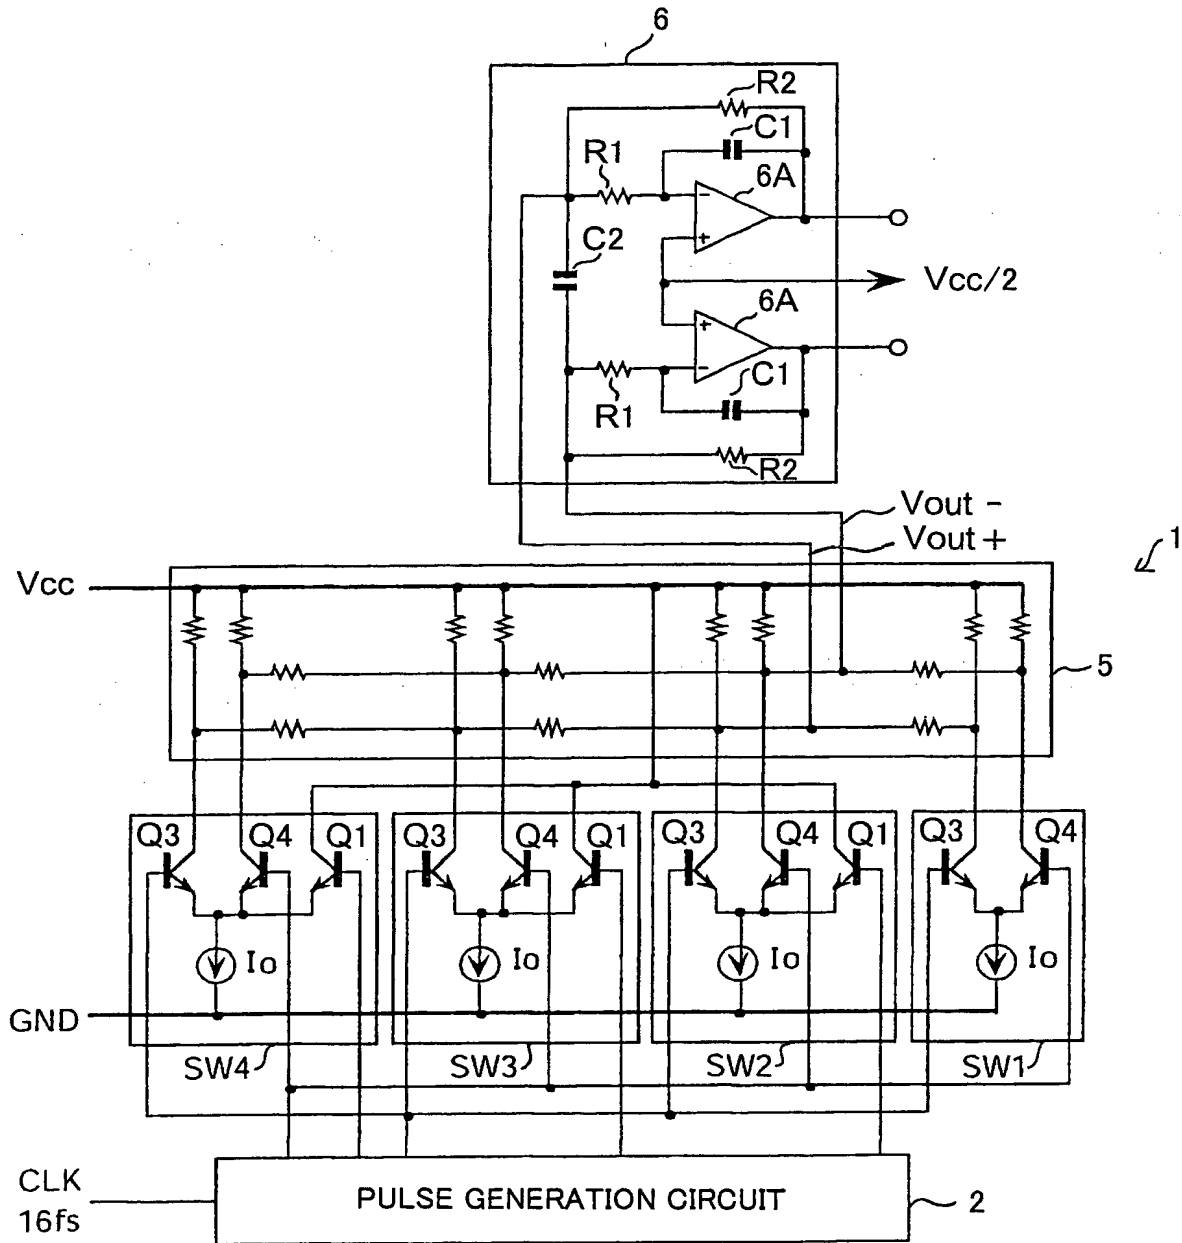 6
R2
C1
R1
6A
C2
Vcc/2
6A
C1
R1
R2
Vout -
Vout +
1
Vcc
5
Q3 Q4 Q1 Q3 Q4 Q1 Q3 Q4 Q1 Q3 Q4
Io Io Io Io
GND
SW4 SW3 SW2 SW1
CLK
16fs
PULSE GENERATION CIRCUIT
2